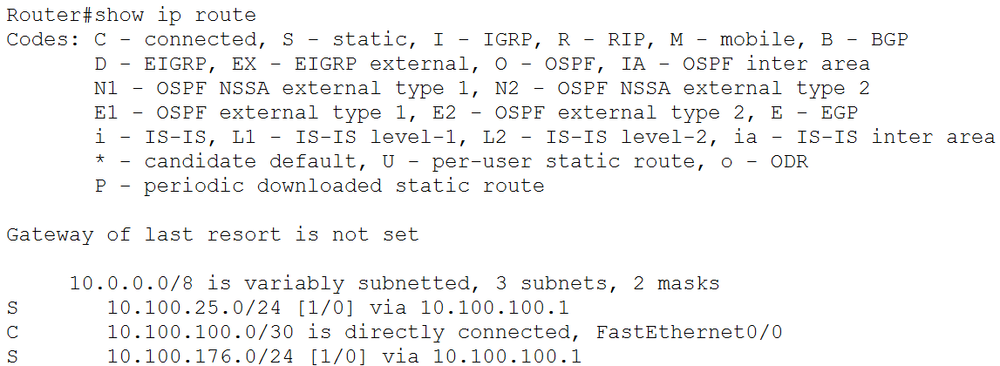 Router#show ip route
Codes: C - connected, S - static, I - IGRP, R - RIP, M - mobile, B - BGP
D - EIGRP, EX - EIGRP external, O - OSPF, IA - OSPF inter area
N1 - OSPF NSSA external type 1, N2 - OSPF NSSA external type 2
E1 - OSPF external type 1, E2 - OSPF external type 2, E - EGP
i - IS-IS, L1 - IS-IS level-1, L2 - IS-IS level-2, ia - IS-IS inter area
* - candidate default, U - per-user static route, o - ODR
P - periodic downloaded static route
Gateway of last resort is not set
10.0.0.0/8 is variably subnetted, 3 subnets, 2 masks
S 10.100.25.0/24 [1/0] via 10.100.100.1
C 10.100.100.0/30 is directly connected, FastEthernet0/0
S 10.100.176.0/24 [1/0] via 10.100.100.1